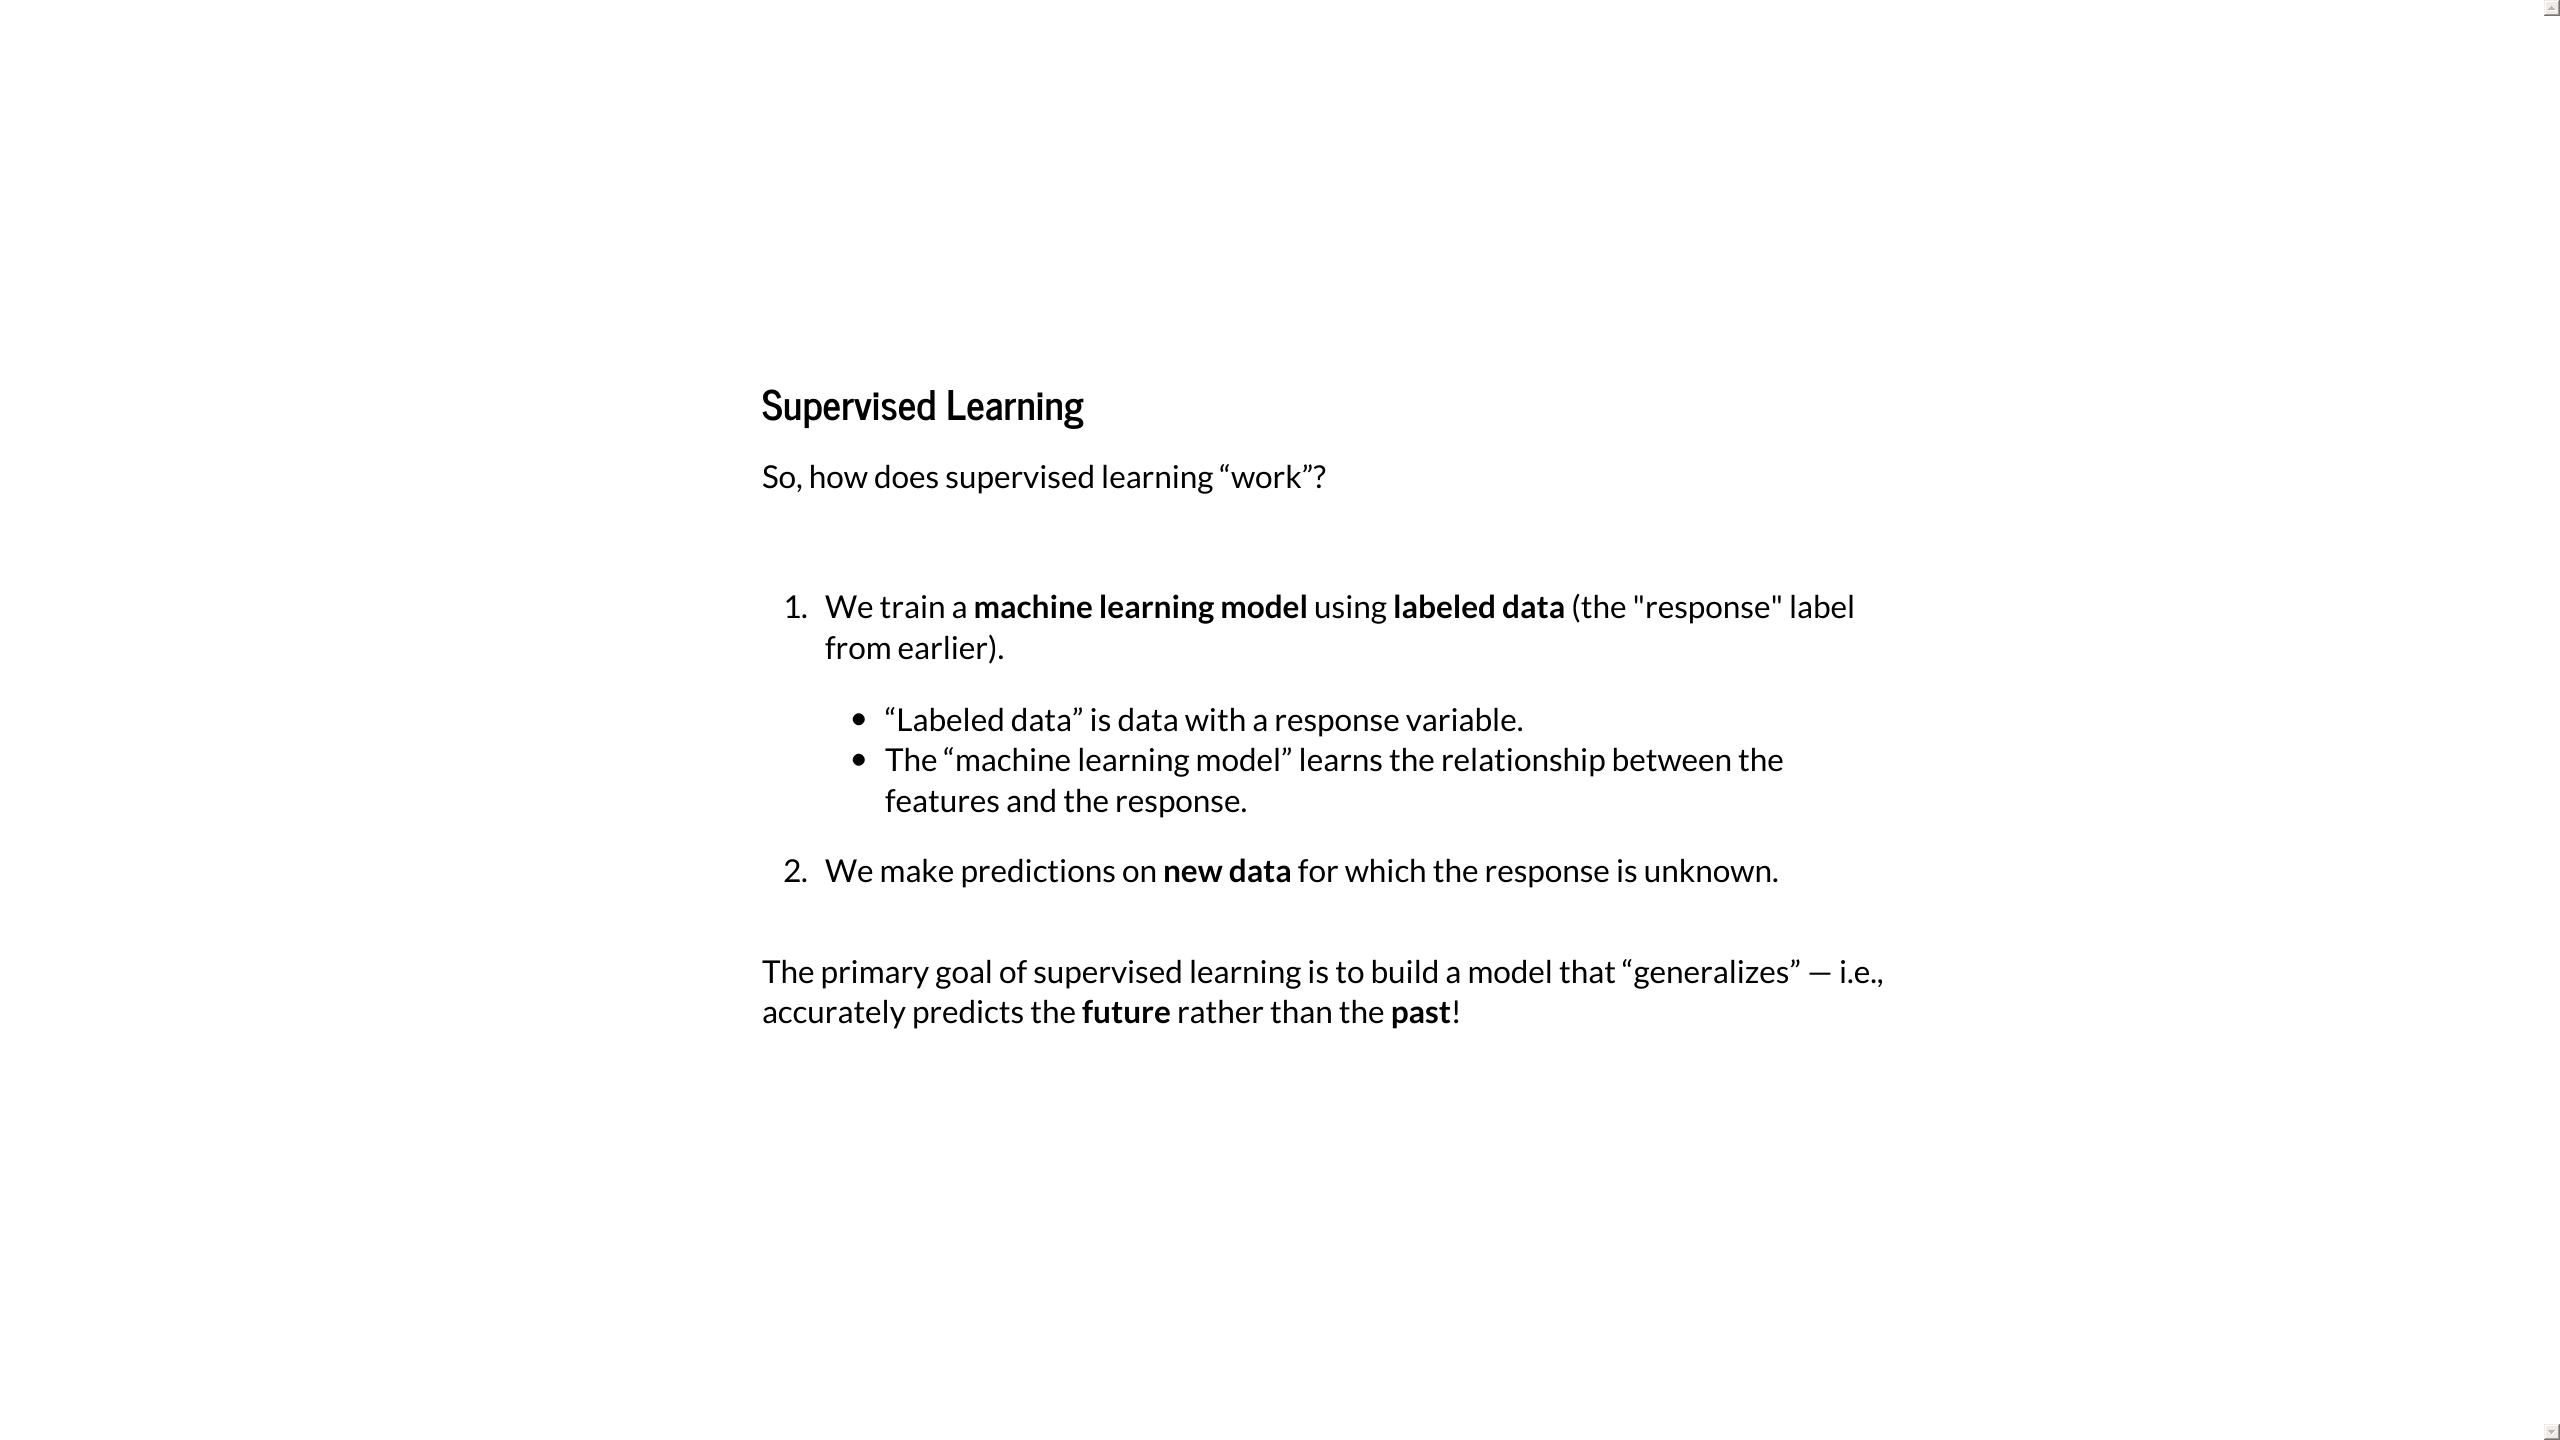 Supervised Learning
So, how does supervised learning “work”?
1. We train a machine learning model using labeled data (the "response" label
from earlier).
• “Labeled data” is data with a response variable.
• The “machine learning model” learns the relationship between the
features and the response.
2. We make predictions on new data for which the response is unknown.
The primary goal of supervised learning is to build a model that “generalizes” — i.e.,
accurately predicts the future rather than the past!